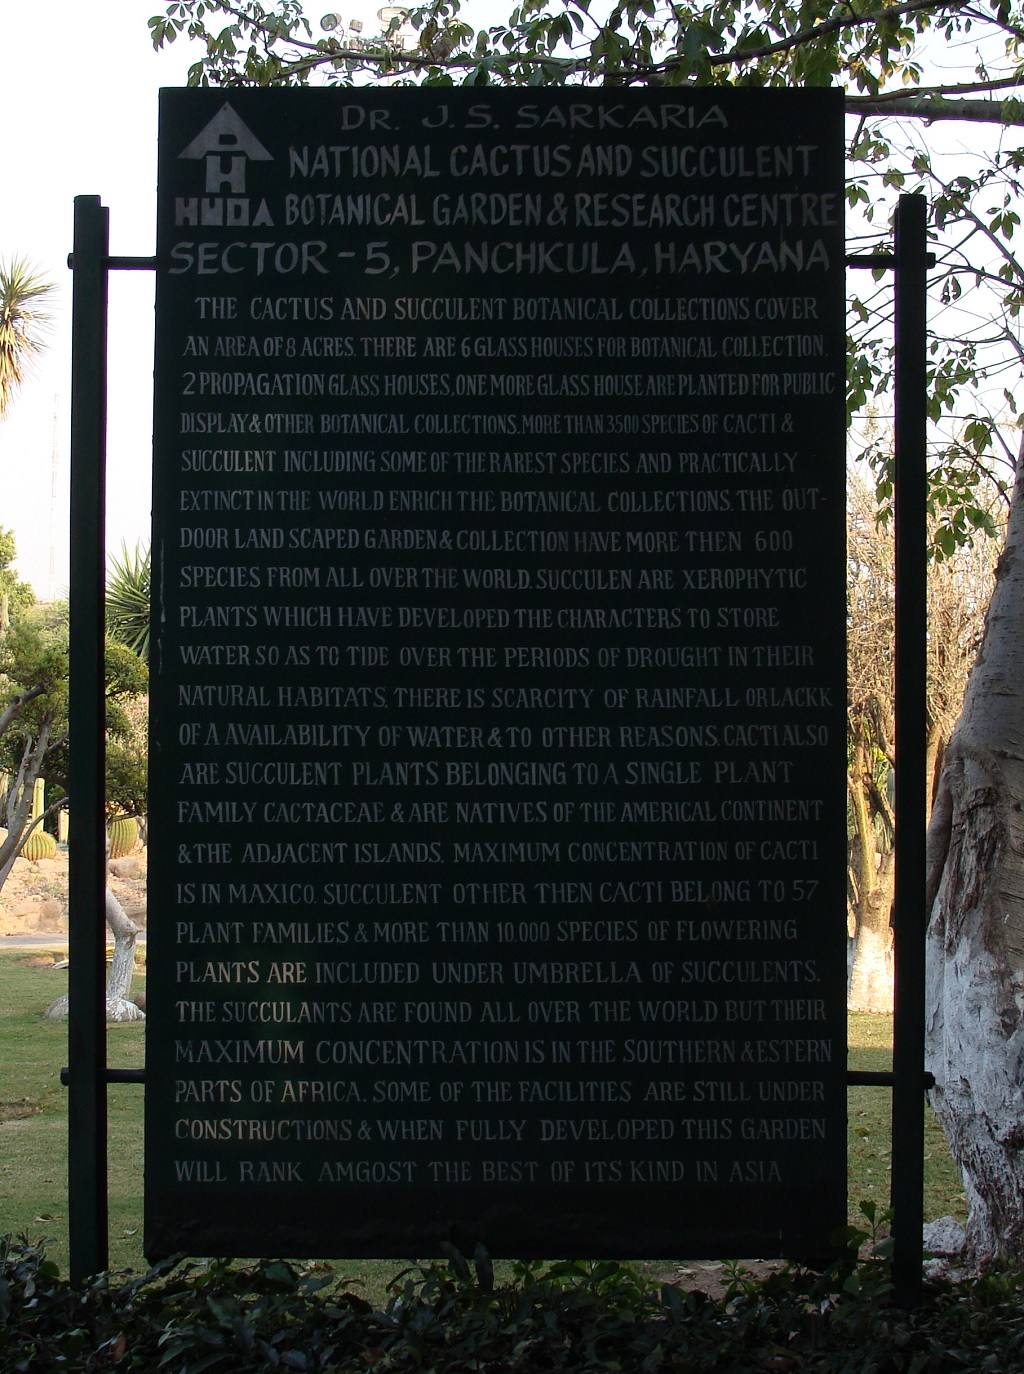 DR. J. S. SARKARIA
NATIONAL CACTUS AND SUCCULENT
HUDA BOTANICAL GARDEN & RESEARCH CENTRE
SECTOR - 5, PANCHKULA, HARYANA
THE CACTUS AND SUCCULENT BOTANICAL COLLECTIONS COVER
AN AREA OF 8 ACRES. THERE ARE 6 GLASS HOUSES FOR BOTANICAL COLLECTION,
2 PROPAGATION GLASS HOUSES, ONE MORE GLASS HOUSE ARE PLANTED FOR PUBLIC
DISPLAY & OTHER BOTANICAL COLLECTIONS. MORE THAN 3500 SPECIES OF CACTI &
SUCCULENT INCLUDING SOME OF THE RAREST SPECIES AND PRACTICALLY
EXTINCT IN THE WORLD ENRICH THE BOTANICAL COLLECTIONS. THE OUT-
DOOR LAND SCAPED GARDEN & COLLECTION HAVE MORE THEN 600
SPECIES FROM ALL OVER THE WORLD. SUCCULEN ARE XEROPHYTIC
PLANTS WHICH HAVE DEVELOPED THE CHARACTERS TO STORE
WATER SO AS TO TIDE OVER THE PERIODS OF DROUGHT IN THEIR
NATURAL HABITATS. THERE IS SCARCITY OF RAINFALL OR LACKK
OF A AVAILABILITY OF WATER & TO OTHER REASONS. CACTI ALSO
ARE SUCCULENT PLANTS BELONGING TO A SINGLE PLANT
FAMILY CACTACEAE & ARE NATIVES OF THE AMERICAL CONTINENT
& THE ADJACENT ISLANDS. MAXIMUM CONCENTRATION OF CACTI
IS IN MAXICO. SUCCULENT OTHER THEN CACTI BELONG TO 57
PLANT FAMILIES & MORE THAN 10,000 SPECIES OF FLOWERING
PLANTS ARE INCLUDED UNDER UMBRELLA OF SUCCULENTS.
THE SUCCULANTS ARE FOUND ALL OVER THE WORLD BUT THEIR
MAXIMUM CONCENTRATION IS IN THE SOUTHERN & ESTERN
PARTS OF AFRICA. SOME OF THE FACILITIES ARE STILL UNDER
CONSTRUCTIONS & WHEN FULLY DEVELOPED THIS GARDEN
WILL RANK AMGOST THE BEST OF ITS KIND IN ASIA